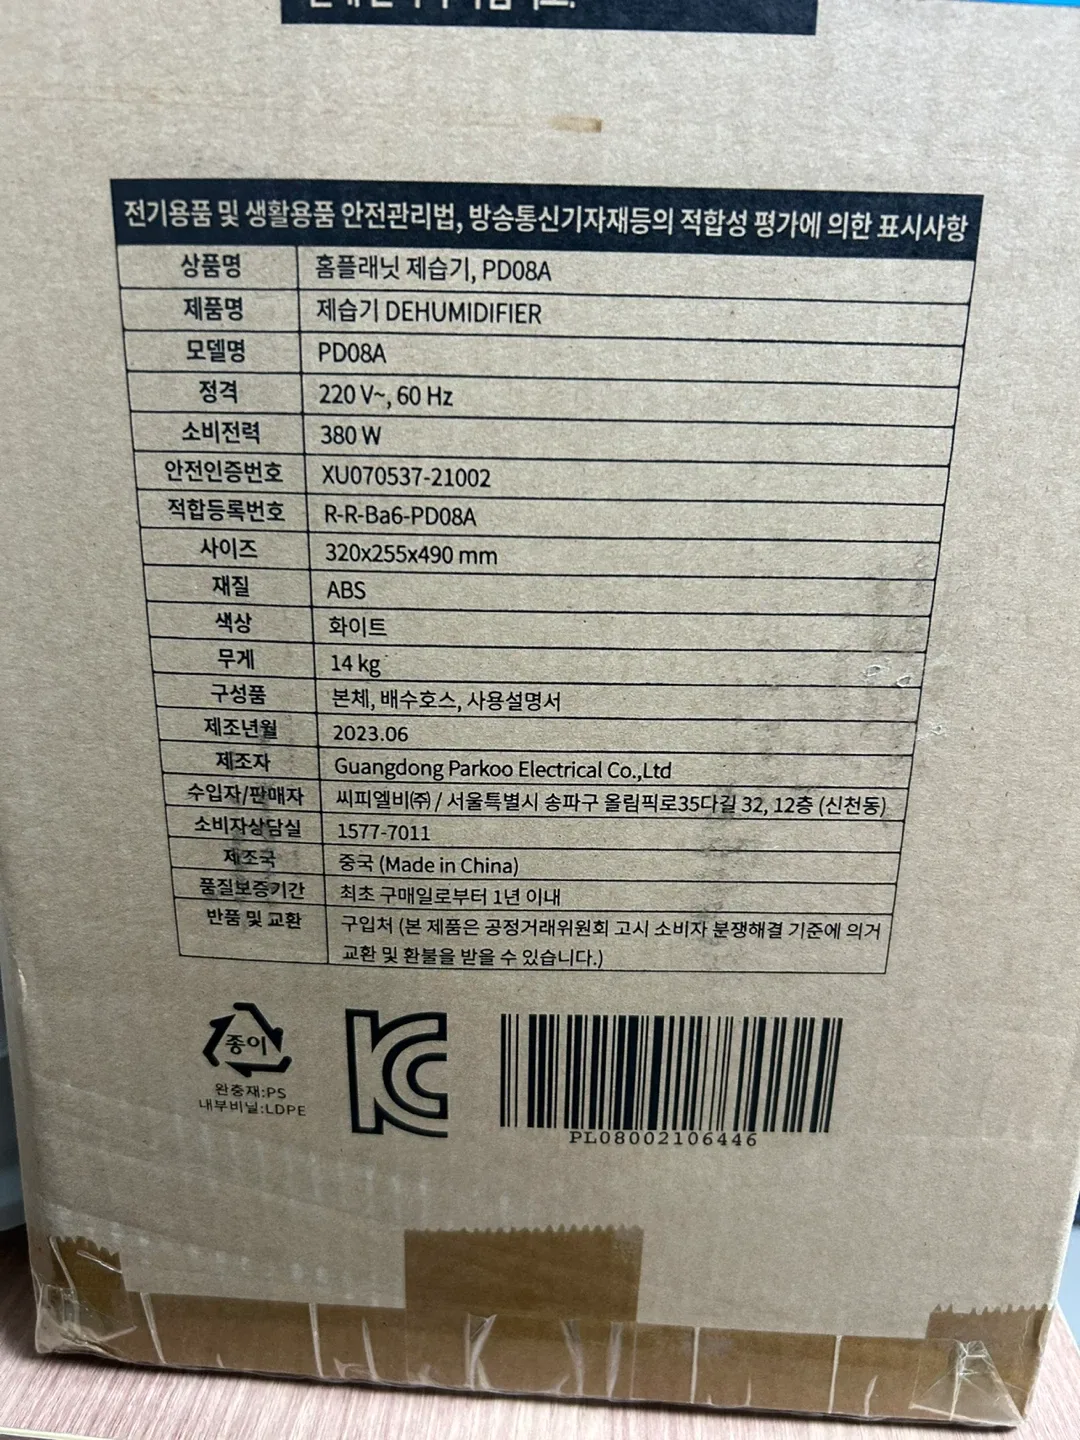 전기용품 및 생활용품 안전관리법, 방송통신기자재등의 적합성 평가에 의한 표시사항
상품명 홈플래닛 제습기, PD08A
제품명 제습기 DEHUMIDIFIER
모델명 PD08A
정격 220 V~, 60 Hz
소비전력 380 W
안전인증번호 XU070537-21002
적합등록번호 R-R-Ba6-PD08A
사이즈 320x255x490 mm
재질 ABS
색상 화이트
무게 14 kg
구성품 본체, 배수호스, 사용설명서
제조년월 2023.06
제조자 Guangdong Parkoo Electrical Co.,Ltd
수입자/판매자 씨피엘비㈜ / 서울특별시 송파구 올림픽로35다길 32, 12층 (신천동)
소비자상담실 1577-7011
제조국 중국 (Made in China)
품질보증기간 최초 구매일로부터 1년 이내
반품 및 교환 구입처 (본 제품은 공정거래위원회 고시 소비자 분쟁해결 기준에 의거
교환 및 환불을 받을 수 있습니다.)
종이
완충재:PS
내부비닐:LDPE
PL08002106446